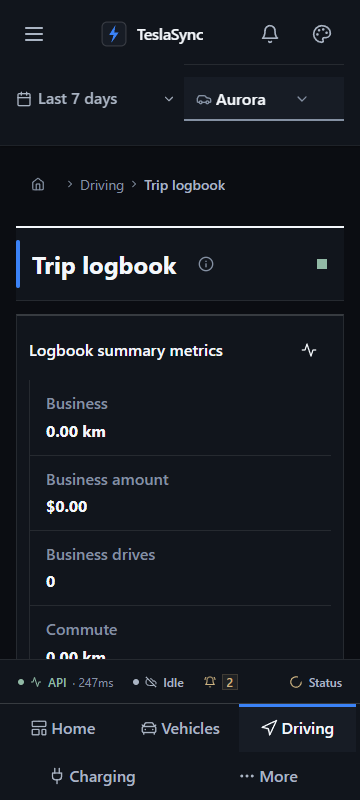 TeslaSync
Last 7 days
Aurora
Driving
Trip logbook
Trip logbook
Logbook summary metrics
Business
0.00 km
Business amount
$0.00
Business drives
0
Commute
0.00 km
API · 247ms
Idle
2
Status
Home
Vehicles
Driving
Charging
More